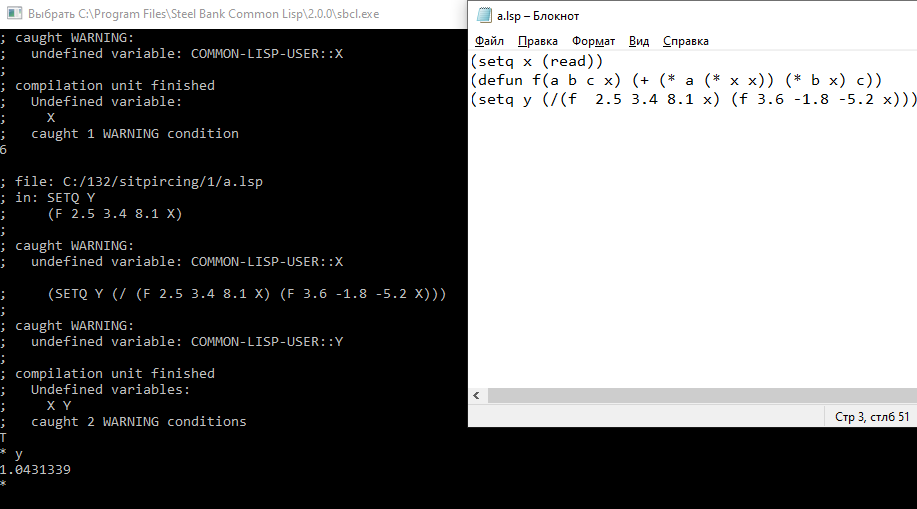 Выбрать C:\Program Files\Steel Bank Common Lisp\2.0.0\sbcl.exe
; caught WARNING:
;   undefined variable: COMMON-LISP-USER::X
;
; compilation unit finished
;   Undefined variable:
;     X
;   caught 1 WARNING condition
6
; file: C:/132/sitpircing/1/a.lsp
; in: SETQ Y
;     (F 2.5 3.4 8.1 X)
;
; caught WARNING:
;   undefined variable: COMMON-LISP-USER::X
;     (SETQ Y (/ (F 2.5 3.4 8.1 X) (F 3.6 -1.8 -5.2 X)))
;
; caught WARNING:
;   undefined variable: COMMON-LISP-USER::Y
;
; compilation unit finished
;   Undefined variables:
;     X Y
;   caught 2 WARNING conditions
T
* y
1.0431339
*
a.lsp – Блокнот
Файл Правка Формат Вид Справка
(setq x (read))
(defun f(a b c x) (+ (* a (* x x)) (* b x) c))
(setq y (/(f  2.5 3.4 8.1 x) (f 3.6 -1.8 -5.2 x)))
Стр 3, стлб 51